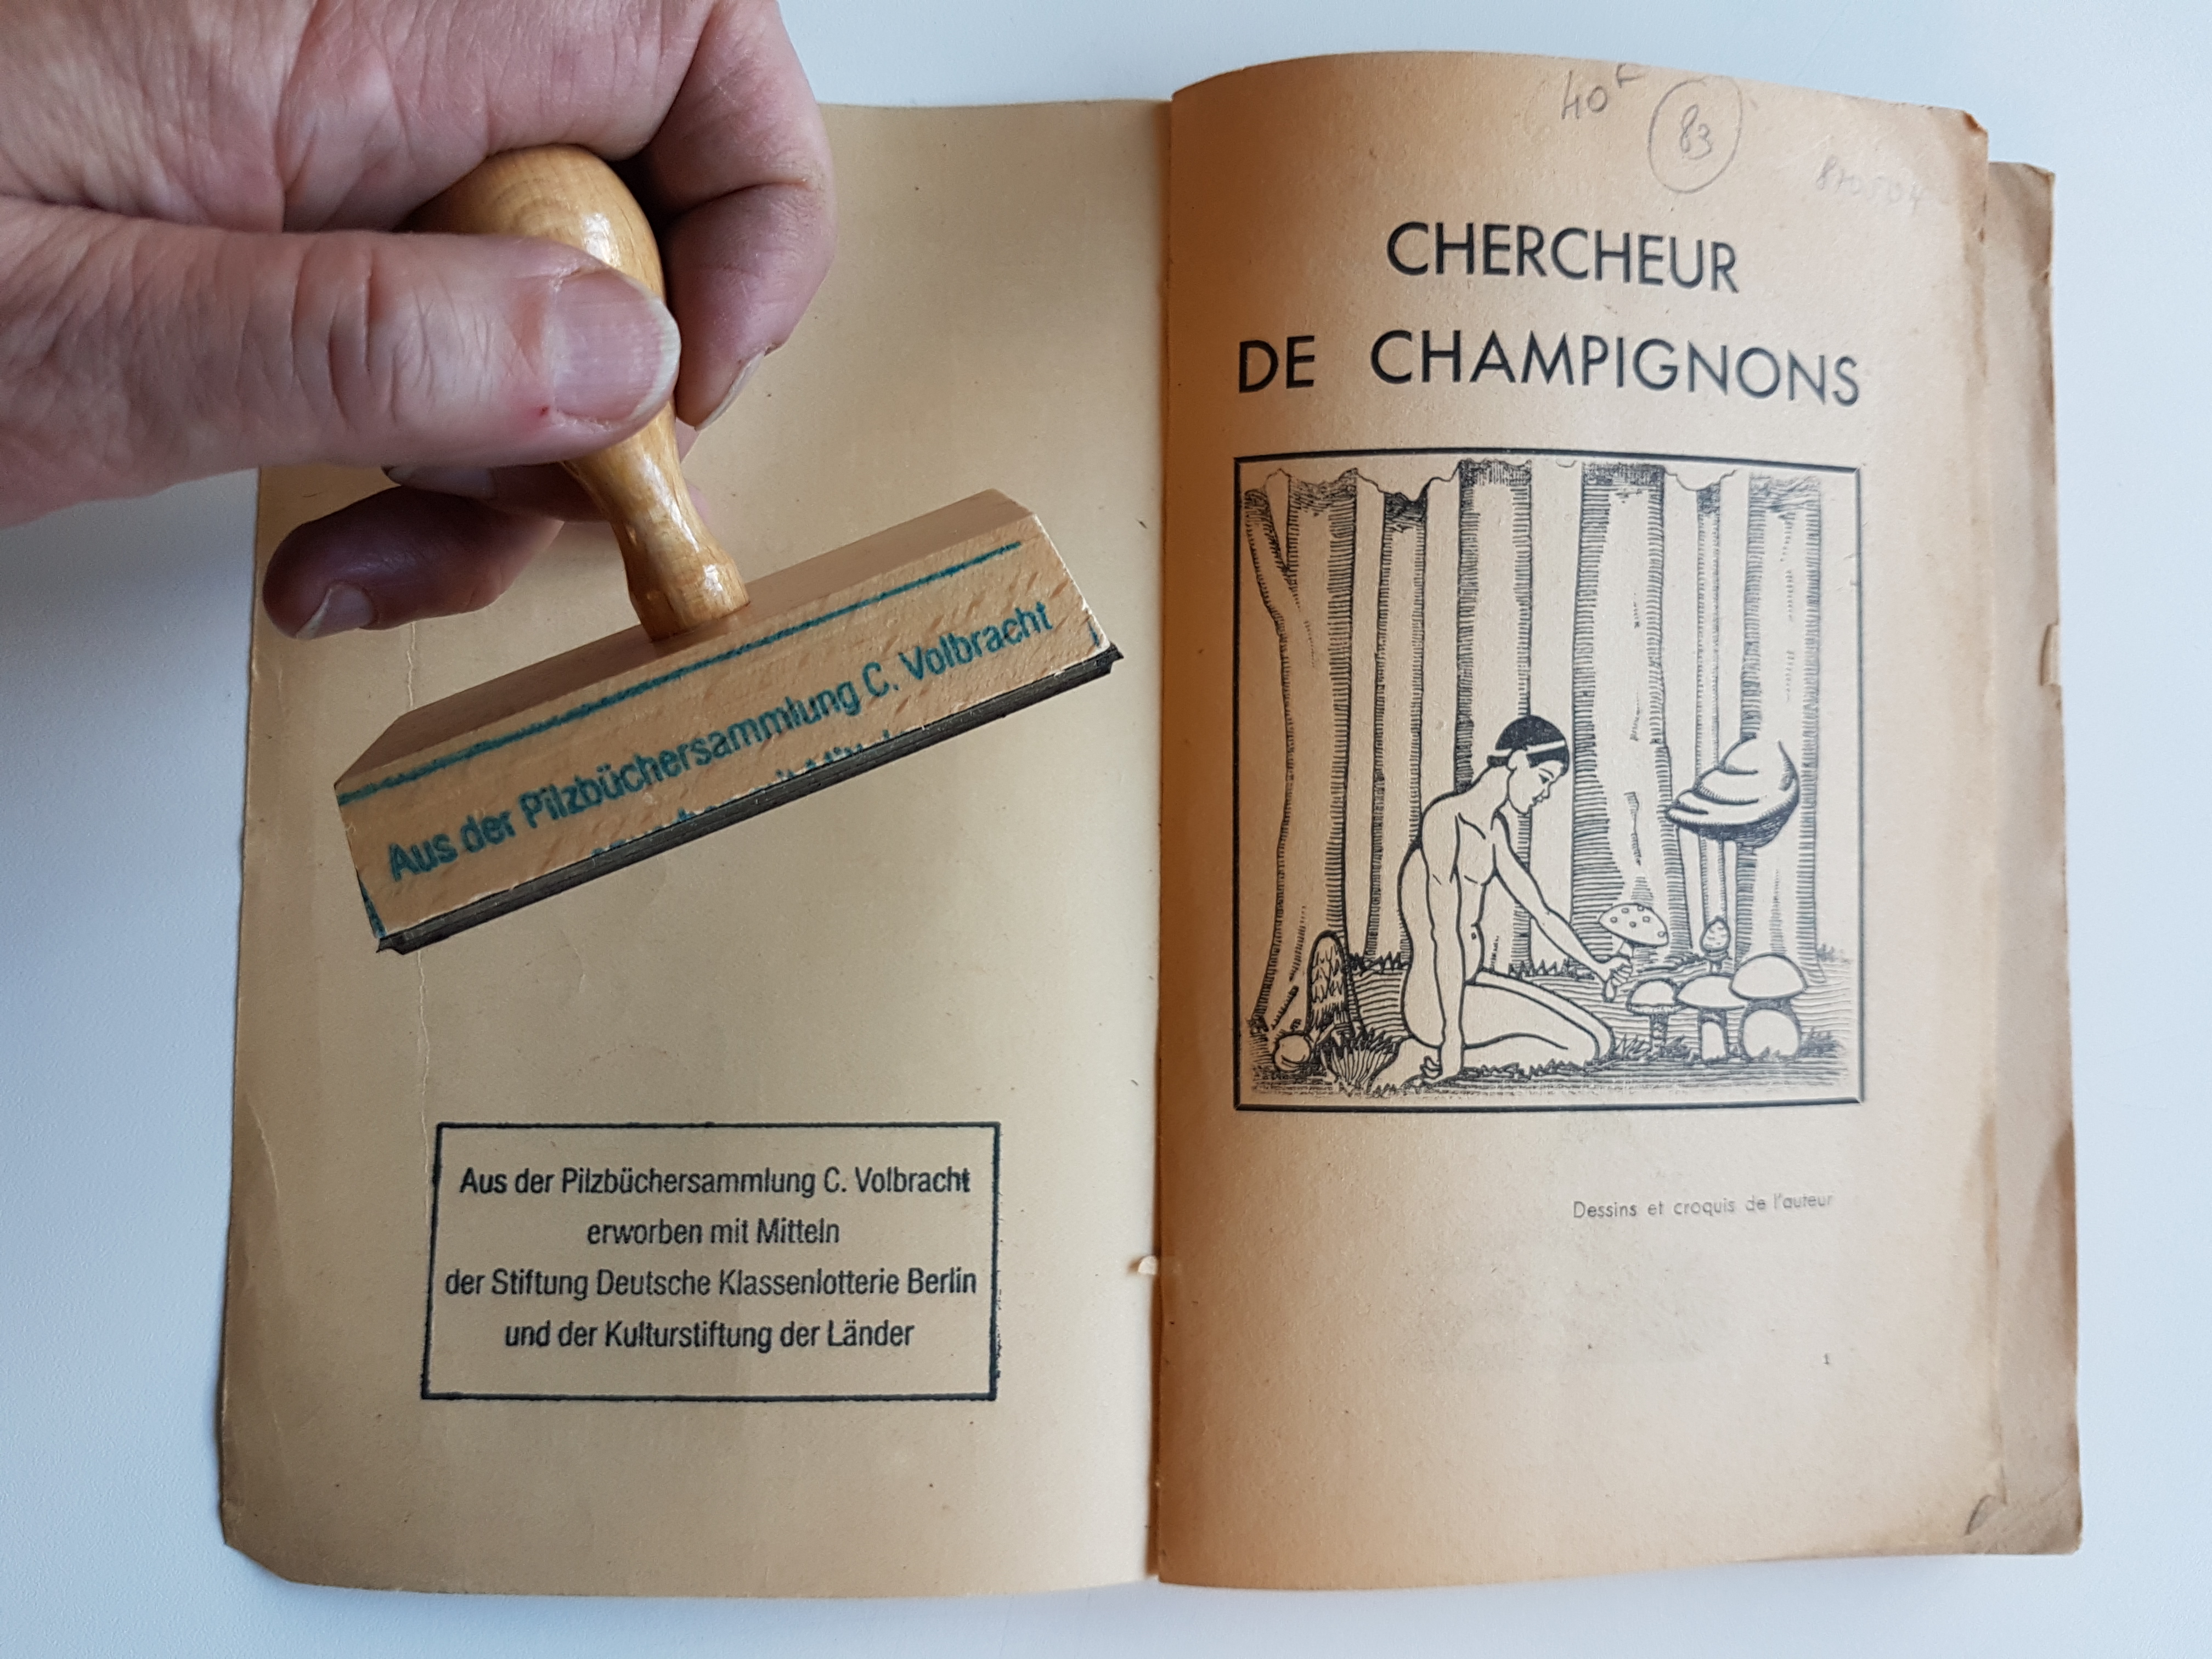 Aus der Pilzbüchersammlung C. Volbracht
Aus der Pilzbüchersammlung C. Volbracht
erworben mit Mitteln
der Stiftung Deutsche Klassenlotterie Berlin
und der Kulturstiftung der Länder
40F
83
CHERCHEUR
DE CHAMPIGNONS
Dessins et croquis de l'auteur
1